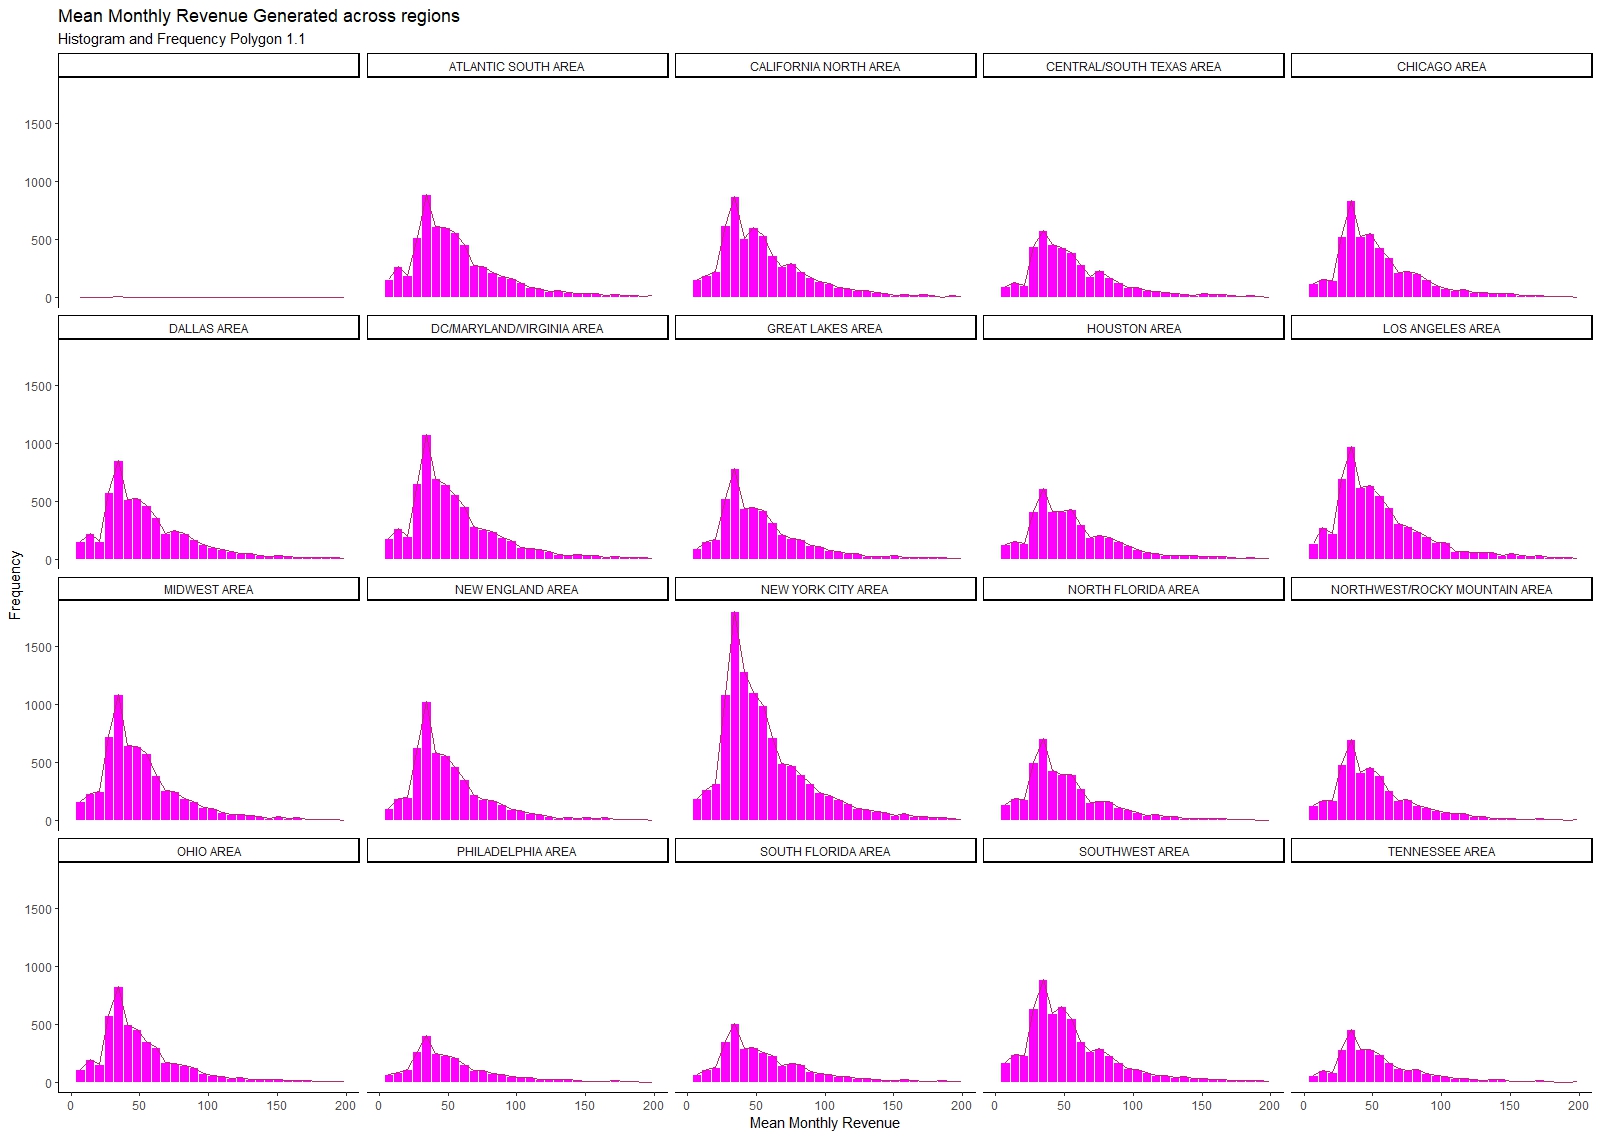 Mean Monthly Revenue Generated across regions
Histogram and Frequency Polygon 1.1
ATLANTIC SOUTH AREA
CALIFORNIA NORTH AREA
CENTRAL/SOUTH TEXAS AREA
CHICAGO AREA
1500
1000
500
0
DALLAS AREA
DC/MARYLAND/VIRGINIA AREA
GREAT LAKES AREA
HOUSTON AREA
LOS ANGELES AREA
1500
1000
500
0
Frequency
MIDWEST AREA
NEW ENGLAND AREA
NEW YORK CITY AREA
NORTH FLORIDA AREA
NORTHWEST/ROCKY MOUNTAIN AREA
1500
1000
500
0
OHIO AREA
PHILADELPHIA AREA
SOUTH FLORIDA AREA
SOUTHWEST AREA
TENNESSEE AREA
1500
1000
500
0
0 50 100 150 200
0 50 100 150 200
0 50 100 150 200
0 50 100 150 200
0 50 100 150 200
Mean Monthly Revenue